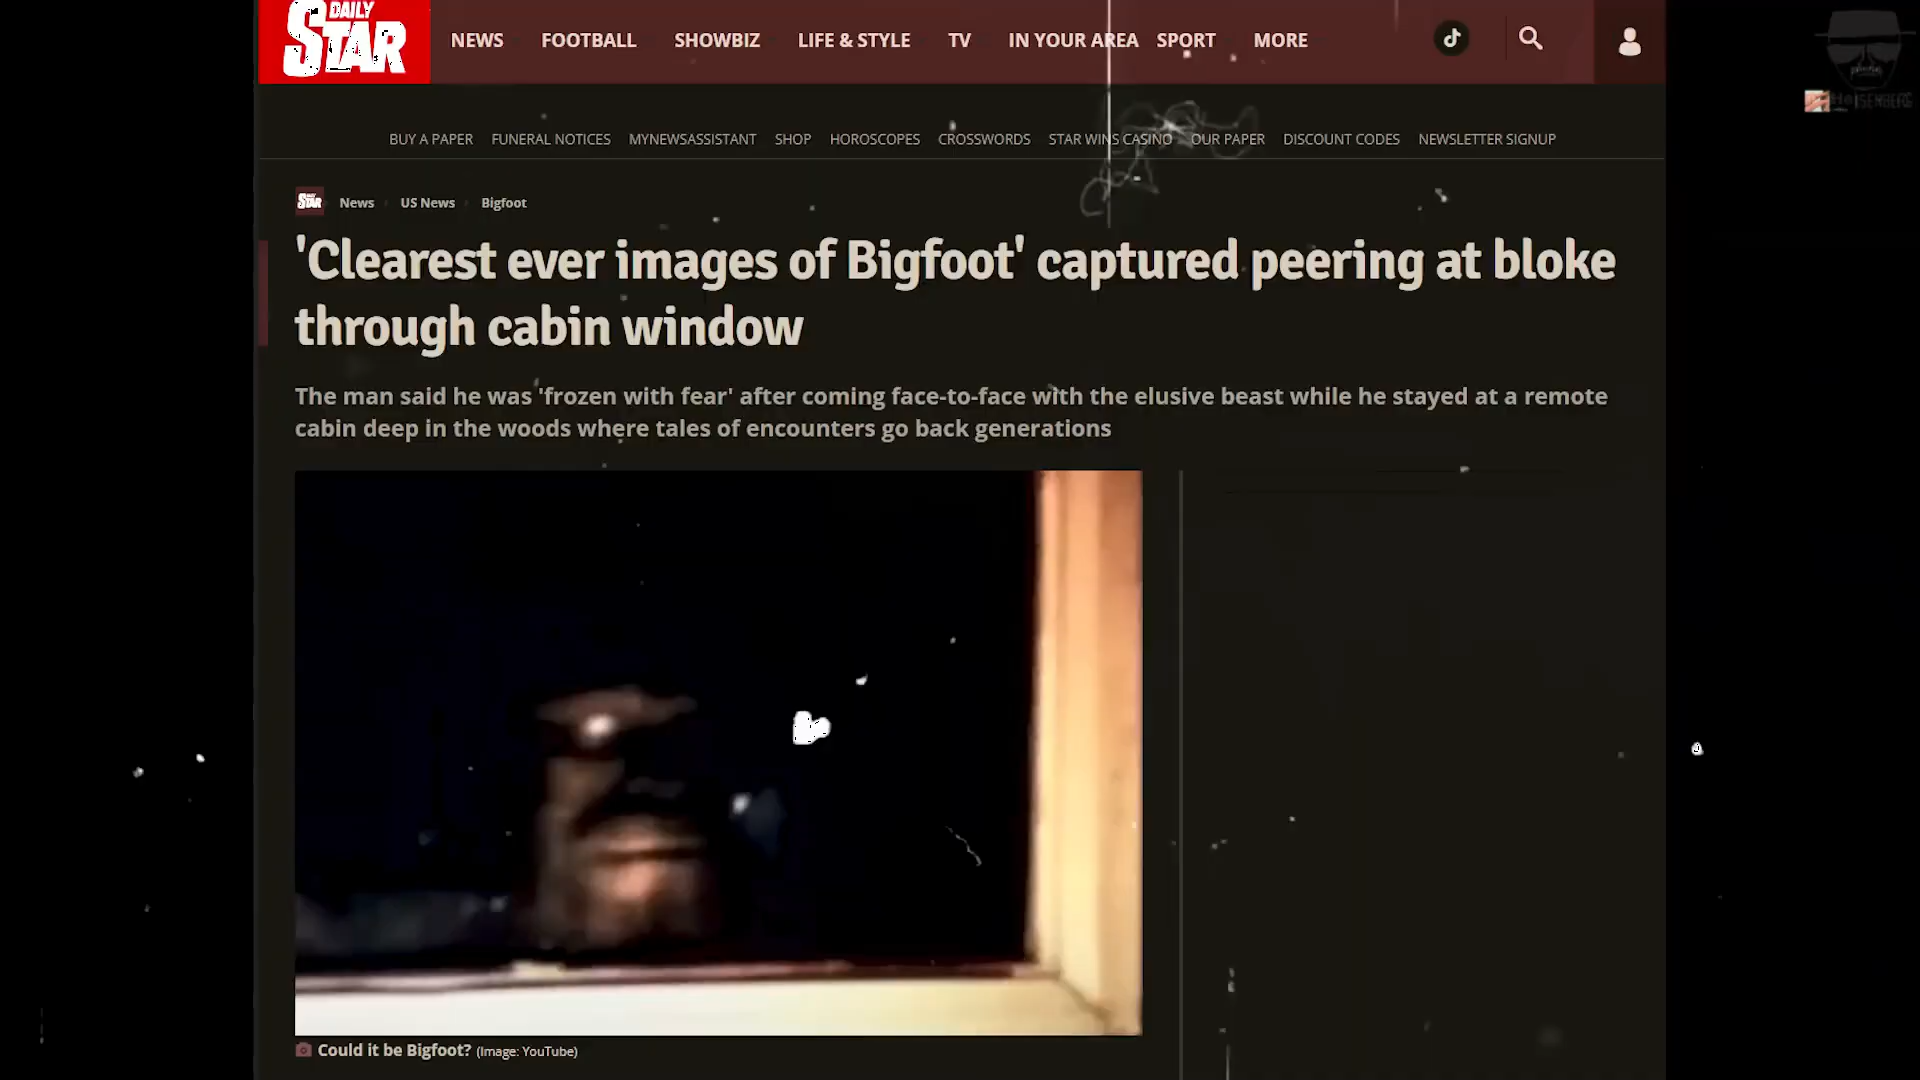 DAILY
STAR
NEWS FOOTBALL SHOWBIZ LIFE & STYLE TV IN YOUR AREA SPORT MORE
HEISENBERG
BUY A PAPER FUNERAL NOTICES MYNEWSASSISTANT SHOP HOROSCOPES CROSSWORDS STAR WINS CASINO OUR PAPER DISCOUNT CODES NEWSLETTER SIGNUP
STAR News US News Bigfoot
'Clearest ever images of Bigfoot' captured peering at bloke
through cabin window
The man said he was 'frozen with fear' after coming face-to-face with the elusive beast while he stayed at a remote
cabin deep in the woods where tales of encounters go back generations
Could it be Bigfoot? (Image: YouTube)